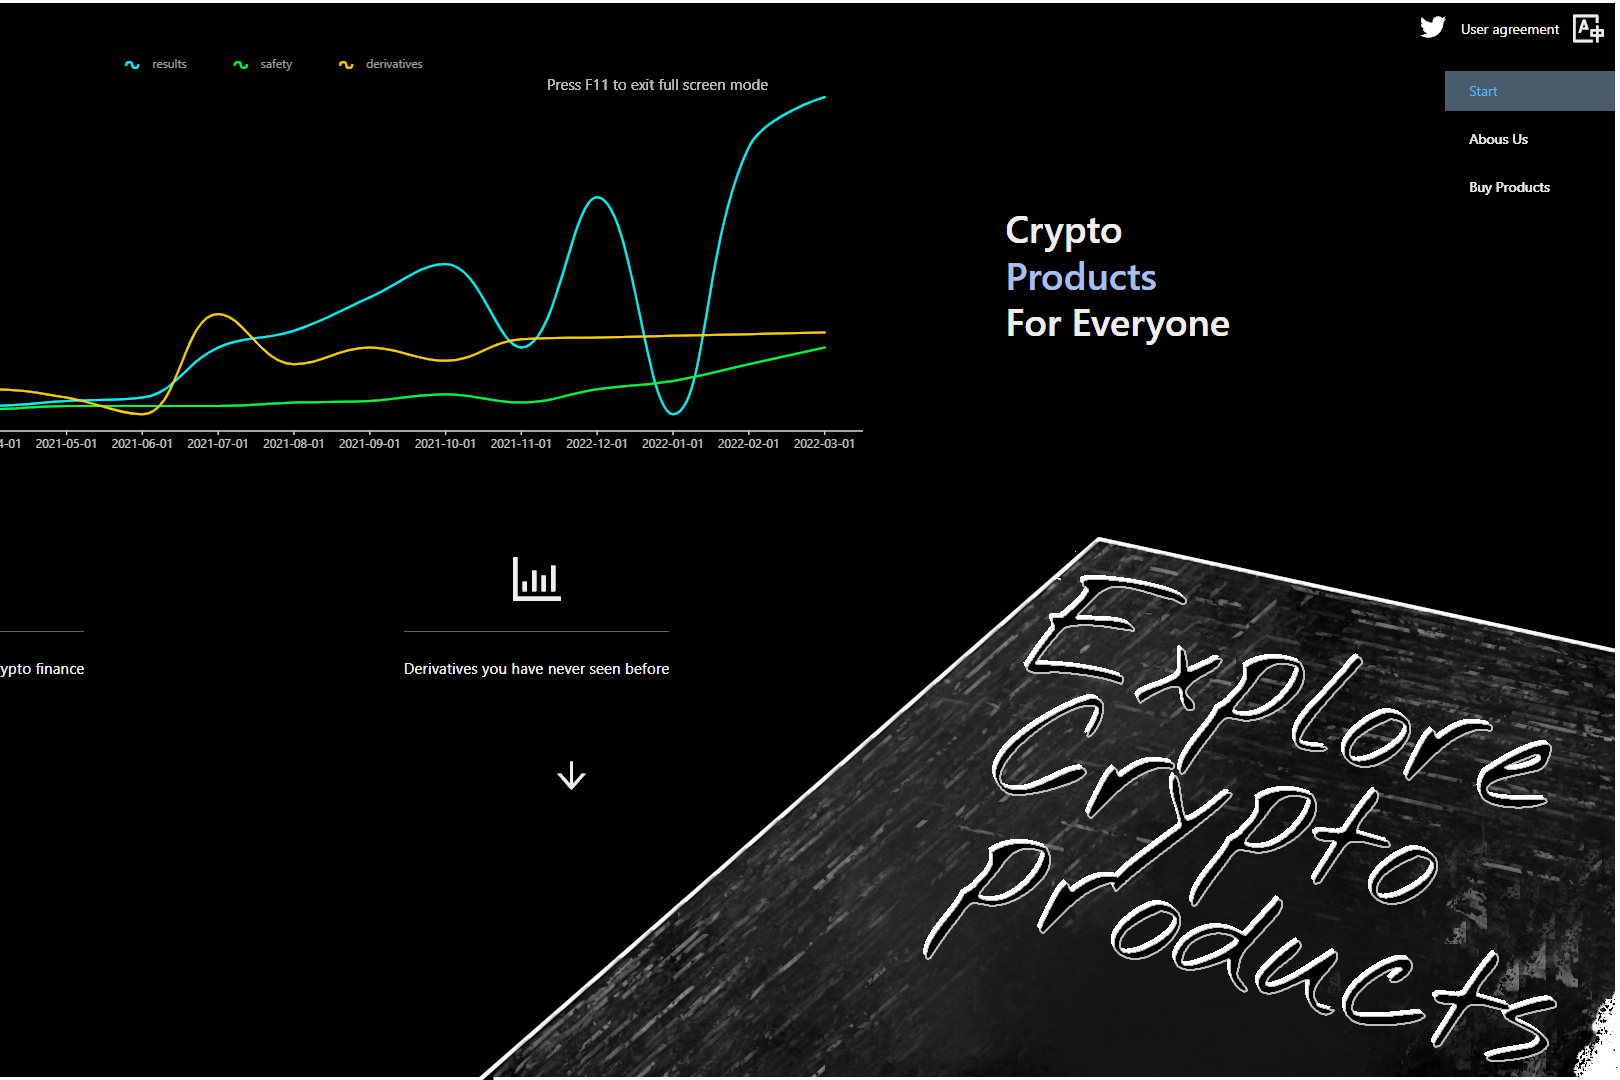 User agreement
results safety derivatives
Press F11 to exit full screen mode
Start
Abous Us
Buy Products
Crypto
Products
For Everyone
4-01 2021-05-01 2021-06-01 2021-07-01 2021-08-01 2021-09-01 2021-10-01 2021-11-01 2022-12-01 2022-01-01 2022-02-01 2022-03-01
ypto finance
Derivatives you have never seen before
Explore
Crypto
products